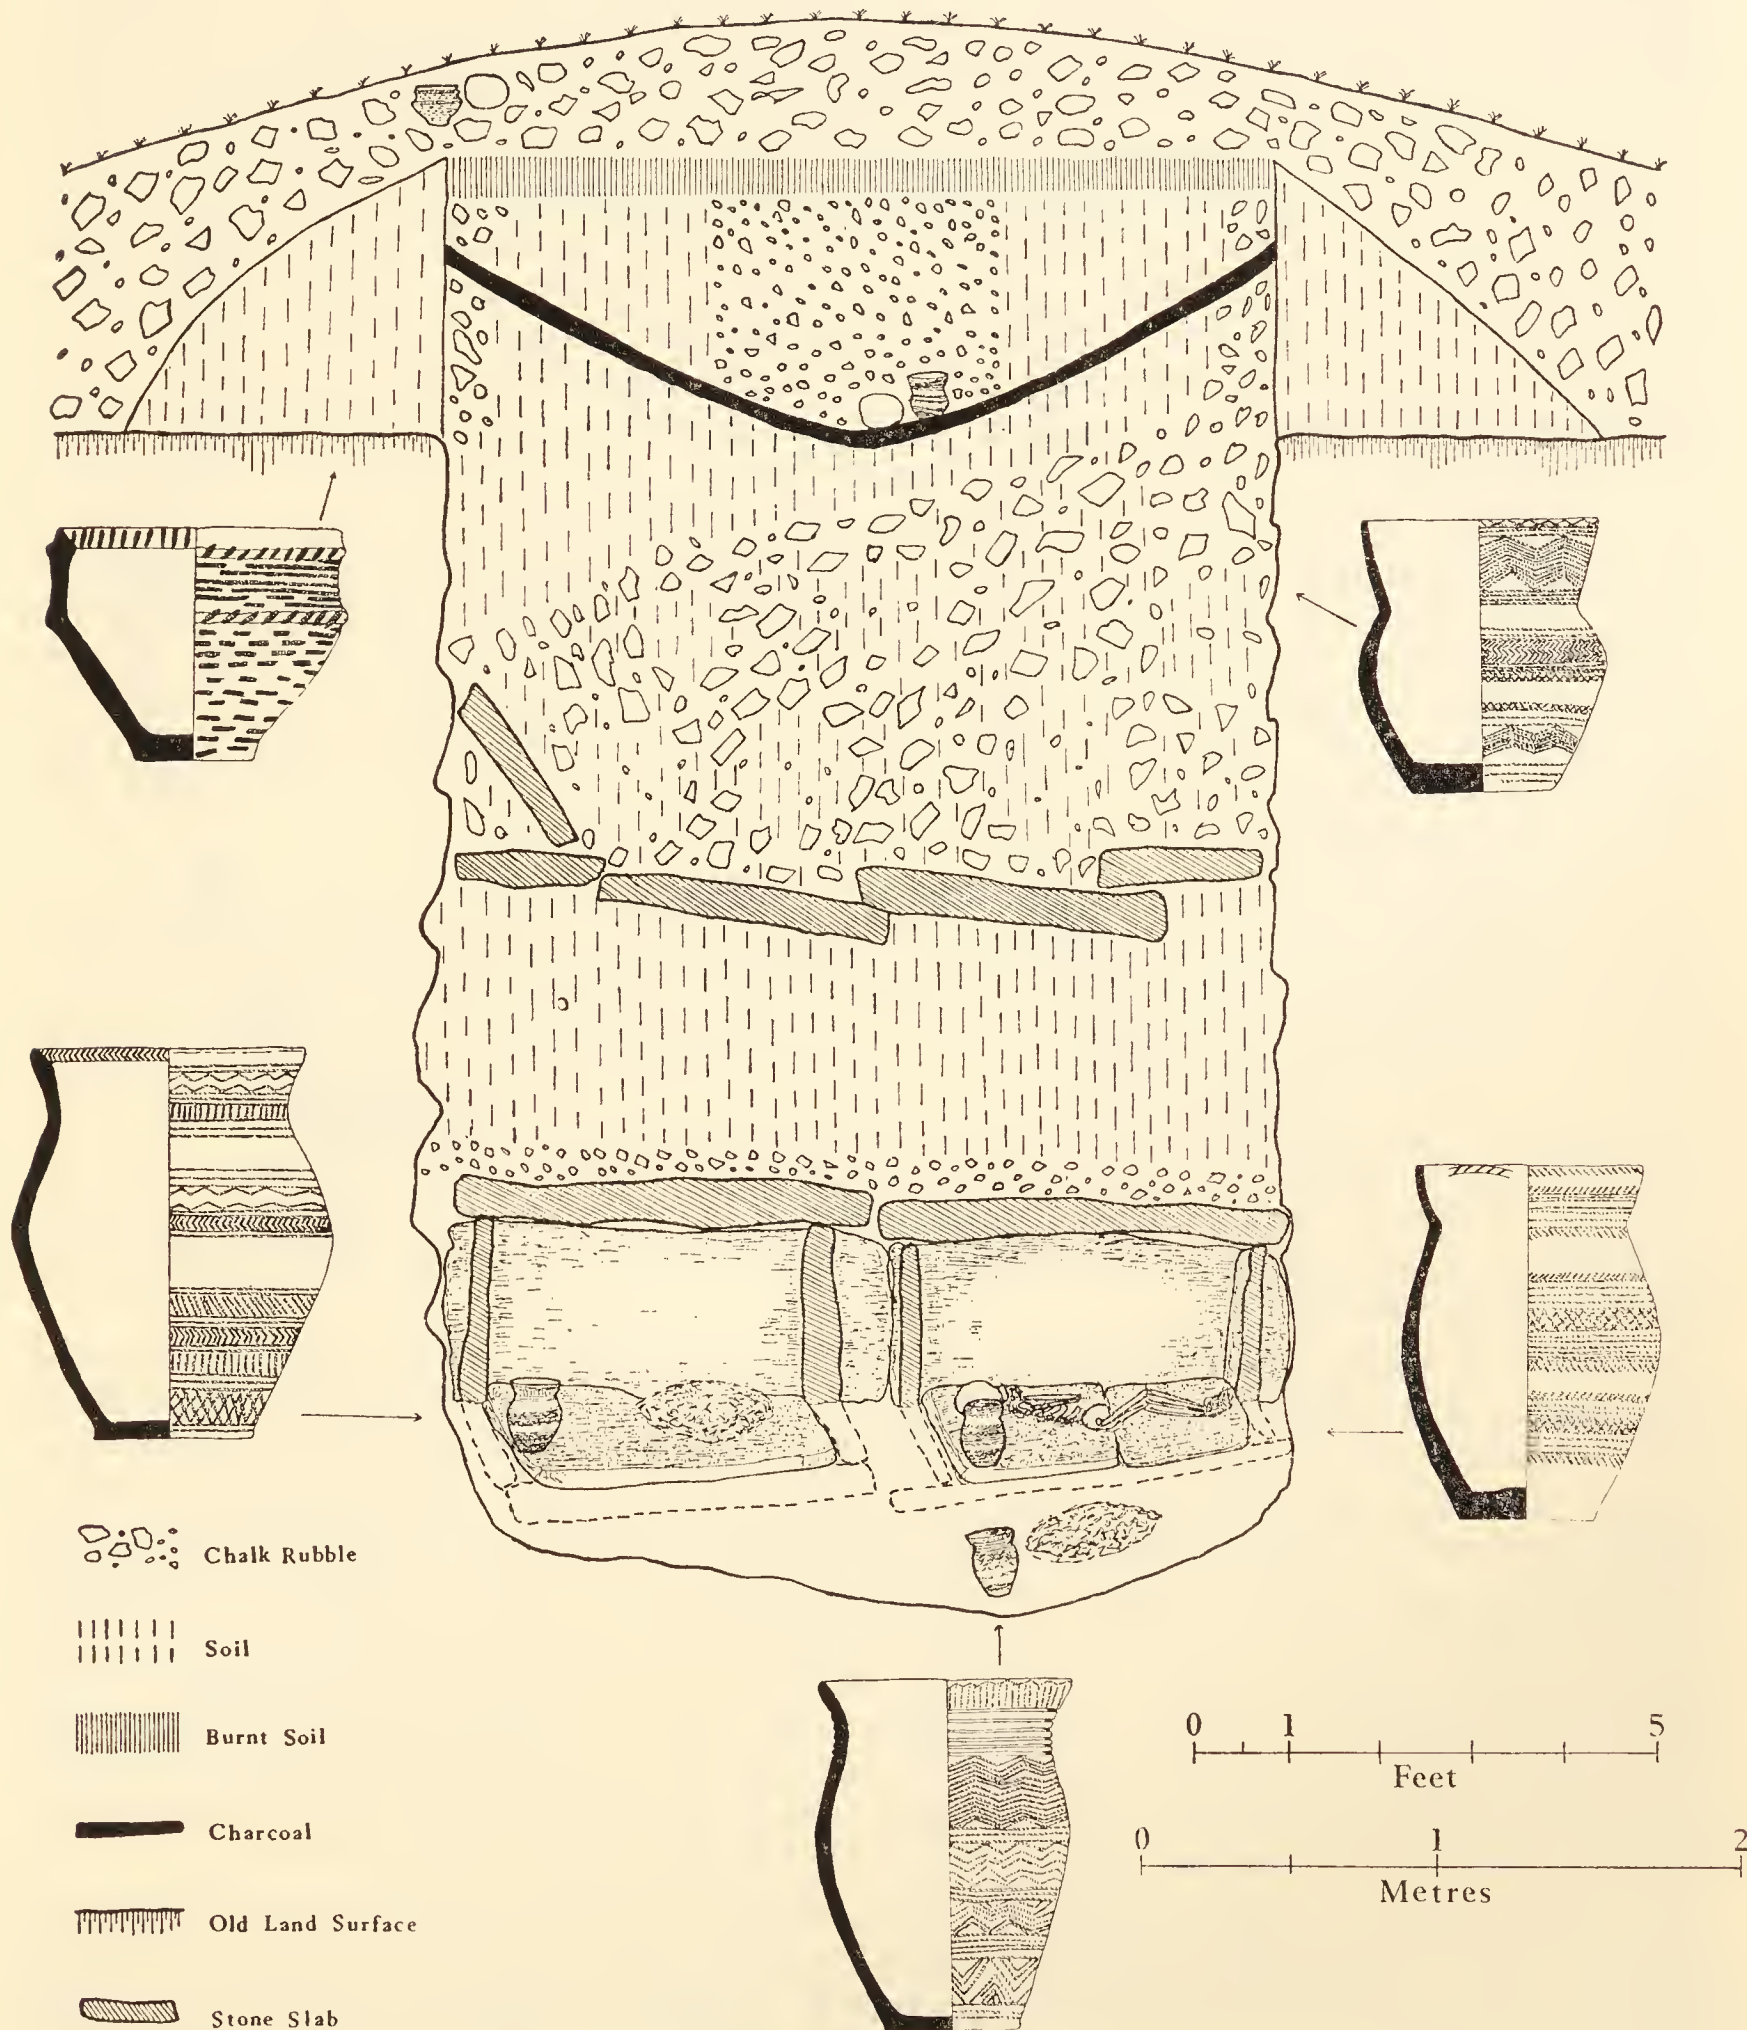 Chalk Rubble
Soil
Burnt Soil
Charcoal
Old Land Surface
Stone Slab
0 1 5
Feet
0 1 2
Metres